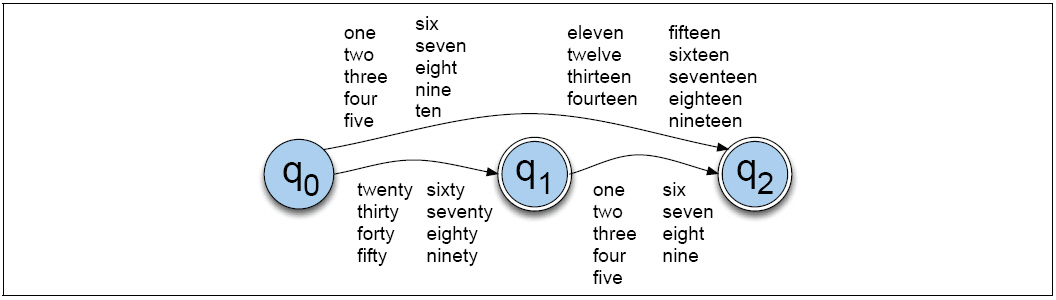 one
two
three
four
five
six
seven
eight
nine
ten
eleven
twelve
thirteen
fourteen
fifteen
sixteen
seventeen
eighteen
nineteen
q0
q1
q2
twenty
thirty
forty
fifty
sixty
seventy
eighty
ninety
one
two
three
four
five
six
seven
eight
nine